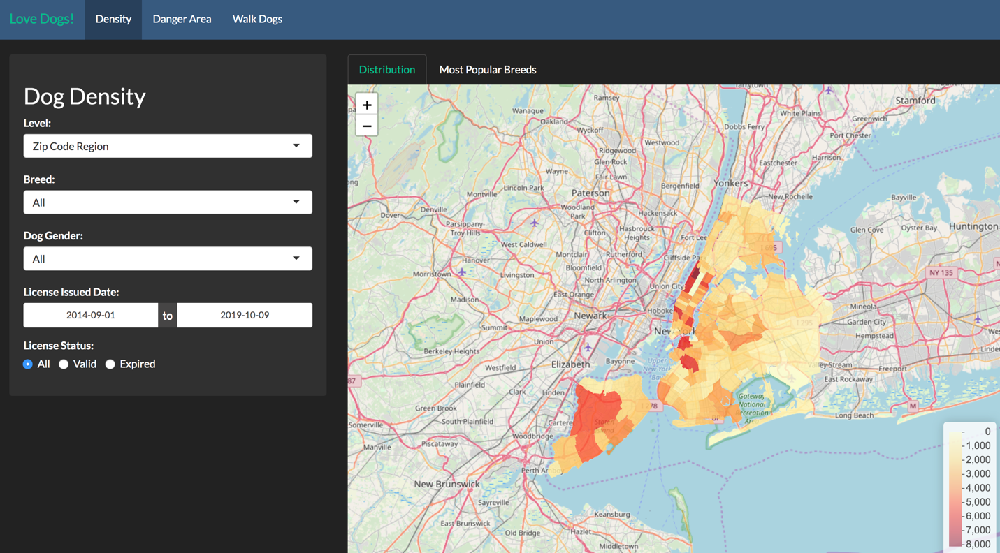 Love Dogs!
Density
Danger Area
Walk Dogs
Dog Density
Level:
Zip Code Region
Breed:
All
Dog Gender:
All
License Issued Date:
2014-09-01 to 2019-10-09
License Status:
All Valid Expired
Distribution
Most Popular Breeds
+
−
Ramsey
Stamford
Wanaque
White Plains
Oakland
Greenwich
Wyckoff
Dobbs Ferry
Port Chester
Westwood
Ridgewood
Harrison
Glen Rock
Eastchester
Wayne
Fair Lawn
Yonkers
Lincoln Park
Bergenfield
Montville
Paterson
New Rochelle
Bayville
Woodland
Park
Denville
Hackensack
Dover
Parsippany-
Troy Hills
Clifton
Hasbrouck
Heights
Glen Cove
Oyster Bay
Huntington
Fort Lee
West Caldwell
I 695
Montclair
Rutherford
Cliffside Park
Hanover
Bloomfield
Morristown
Livingston
North Arlington
NY 135
Union City
East Orange
Madison
Mineola
Hoboken
Newark
Maplewood
Garden City
I 295
Summit
New York
Hempstead
Union
Berkeley Heights
Bayonne
Elizabeth
Upper
New York
Bay
Westfield
Valley Stream
Freeport
East Rockaway
87
Plainfield
Clark
Linden
Gateway
National
Recreation
Area
I 278
Green Brook
M
Long Beach
South Plainfield
Carteret
Staten
Island
Somerville
Woodbridge
Manville
Piscataway
Perth Amboy
New Brunswick
Sayreville
Keansburg
East Brunswick
Old Bridge
Hazlet
Middletown
0
1,000
2,000
3,000
4,000
5,000
6,000
7,000
8,000